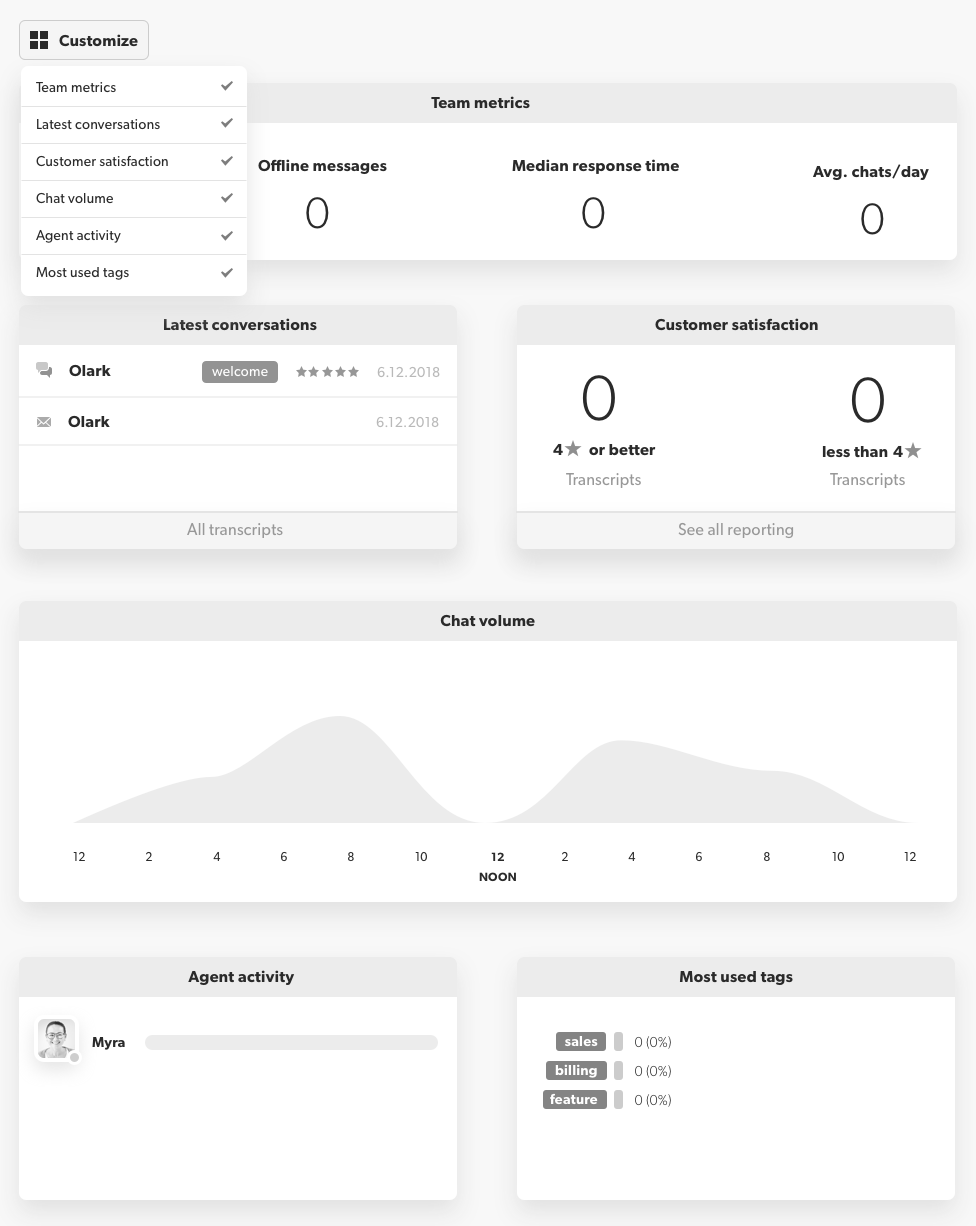 Customize
Team metrics
Latest conversations
Customer satisfaction
Chat volume
Agent activity
Most used tags
Team metrics
Offline messages
0
Median response time
0
Avg. chats/day
0
Latest conversations
Olark welcome ★★★★★ 6.12.2018
Olark 6.12.2018
All transcripts
Customer satisfaction
0
4★ or better
Transcripts
0
less than 4★
Transcripts
See all reporting
Chat volume
12 2 4 6 8 10 12 2 4 6 8 10 12
NOON
Agent activity
Myra
Most used tags
sales 0 (0%)
billing 0 (0%)
feature 0 (0%)